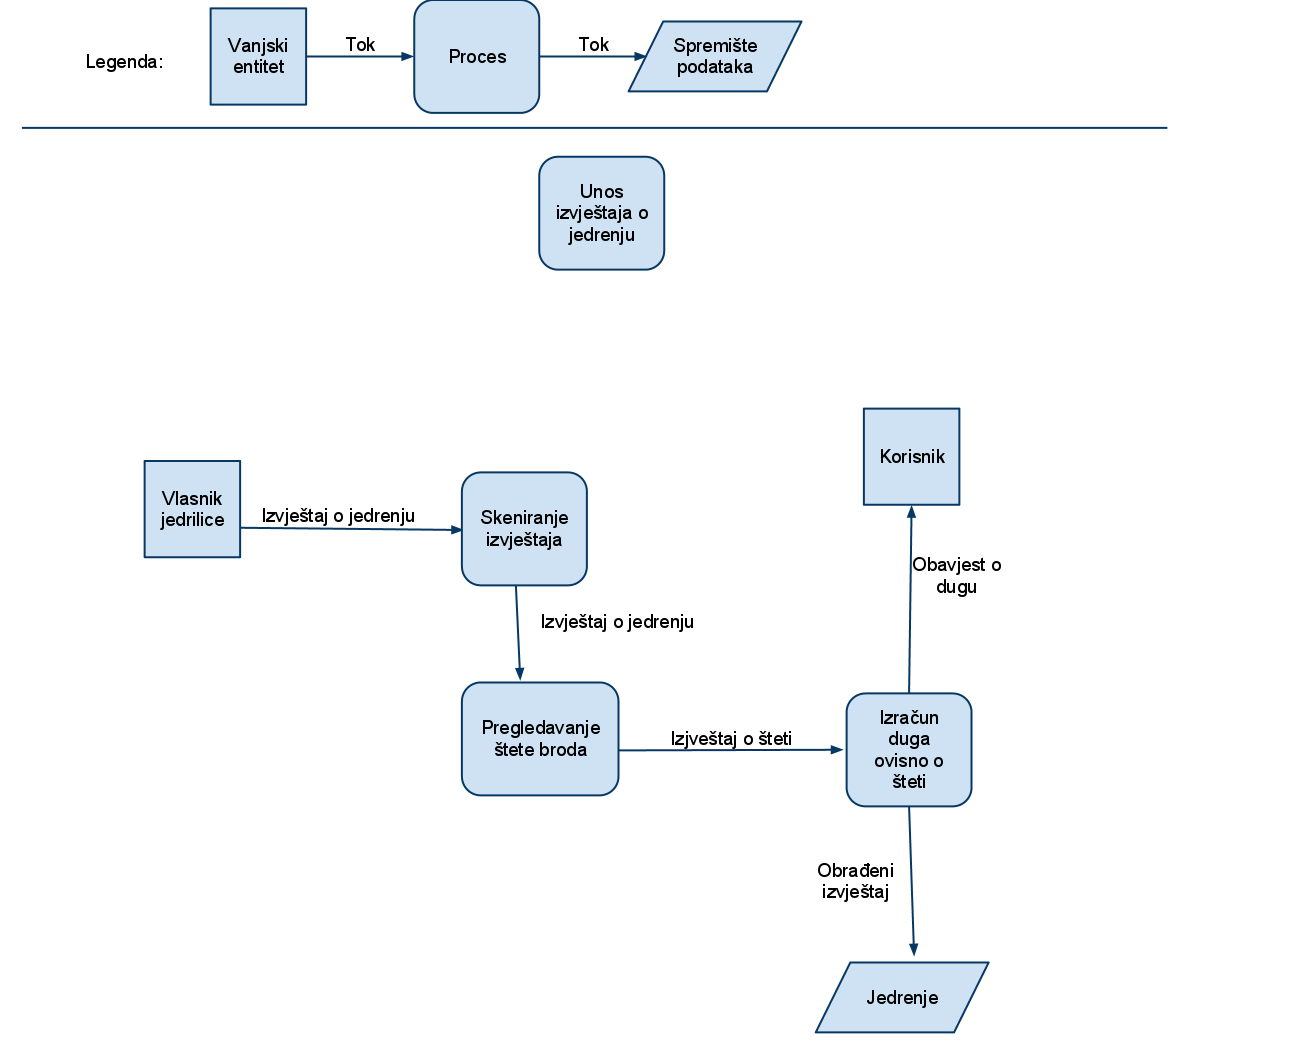 Legenda:
Vanjski
entitet
Tok
Proces
Tok
Spremište
podataka
Unos
izvještaja o
jedrenju
Korisnik
Vlasnik
jedrilice
Izvještaj o jedrenju
Skeniranje
izvještaja
Obavjest o
dugu
Izvještaj o jedrenju
Pregledavanje
štete broda
Izjveštaj o šteti
Izračun
duga
ovisno o
šteti
Obrađeni
izvještaj
Jedrenje